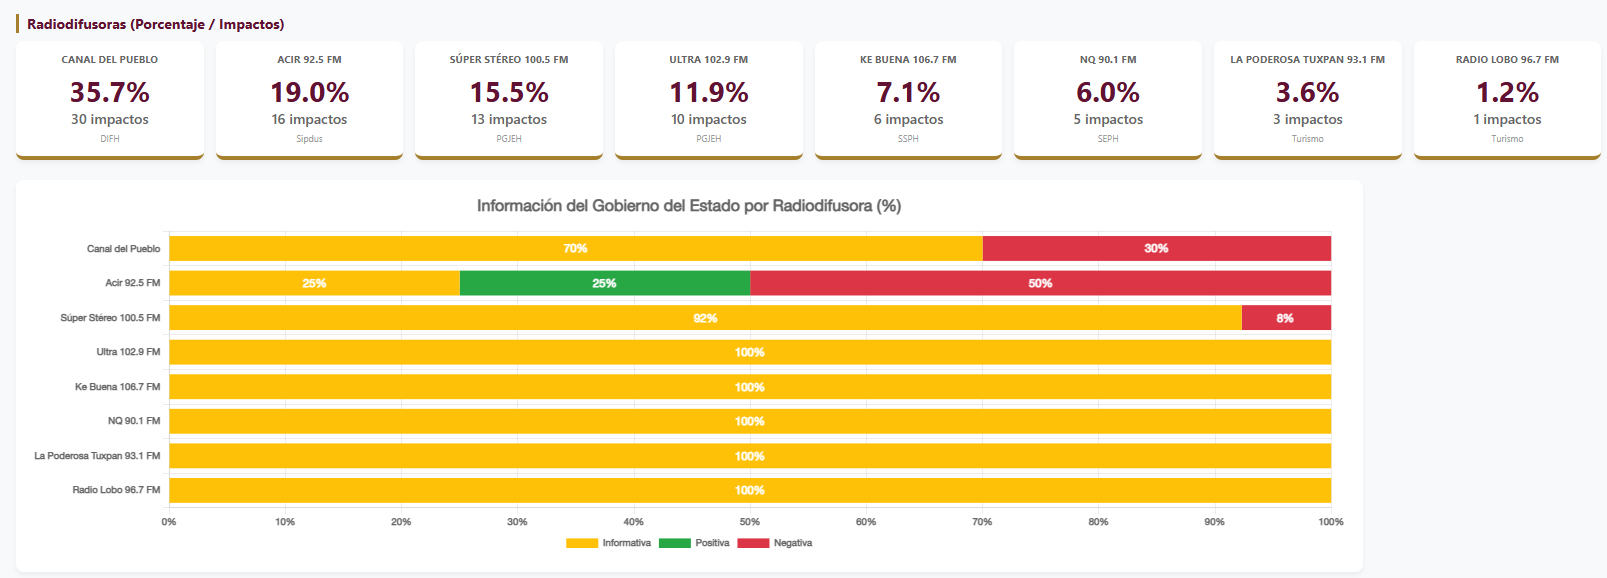 Radiodifusoras (Porcentaje / Impactos)
CANAL DEL PUEBLO
35.7%
30 impactos
DIFH
ACIR 92.5 FM
19.0%
16 impactos
Sipdus
SÚPER STÉREO 100.5 FM
15.5%
13 impactos
PGJEH
ULTRA 102.9 FM
11.9%
10 impactos
PGJEH
KE BUENA 106.7 FM
7.1%
6 impactos
SSPH
NQ 90.1 FM
6.0%
5 impactos
SEPH
LA PODEROSA TUXPAN 93.1 FM
3.6%
3 impactos
Turismo
RADIO LOBO 96.7 FM
1.2%
1 impactos
Turismo
Información del Gobierno del Estado por Radiodifusora (%)
Canal del Pueblo 70% 30%
Acir 92.5 FM 25% 25% 50%
Súper Stéreo 100.5 FM 92% 8%
Ultra 102.9 FM 100%
Ke Buena 106.7 FM 100%
NQ 90.1 FM 100%
La Poderosa Tuxpan 93.1 FM 100%
Radio Lobo 96.7 FM 100%
0% 10% 20% 30% 40% 50% 60% 70% 80% 90% 100%
Informativa Positiva Negativa